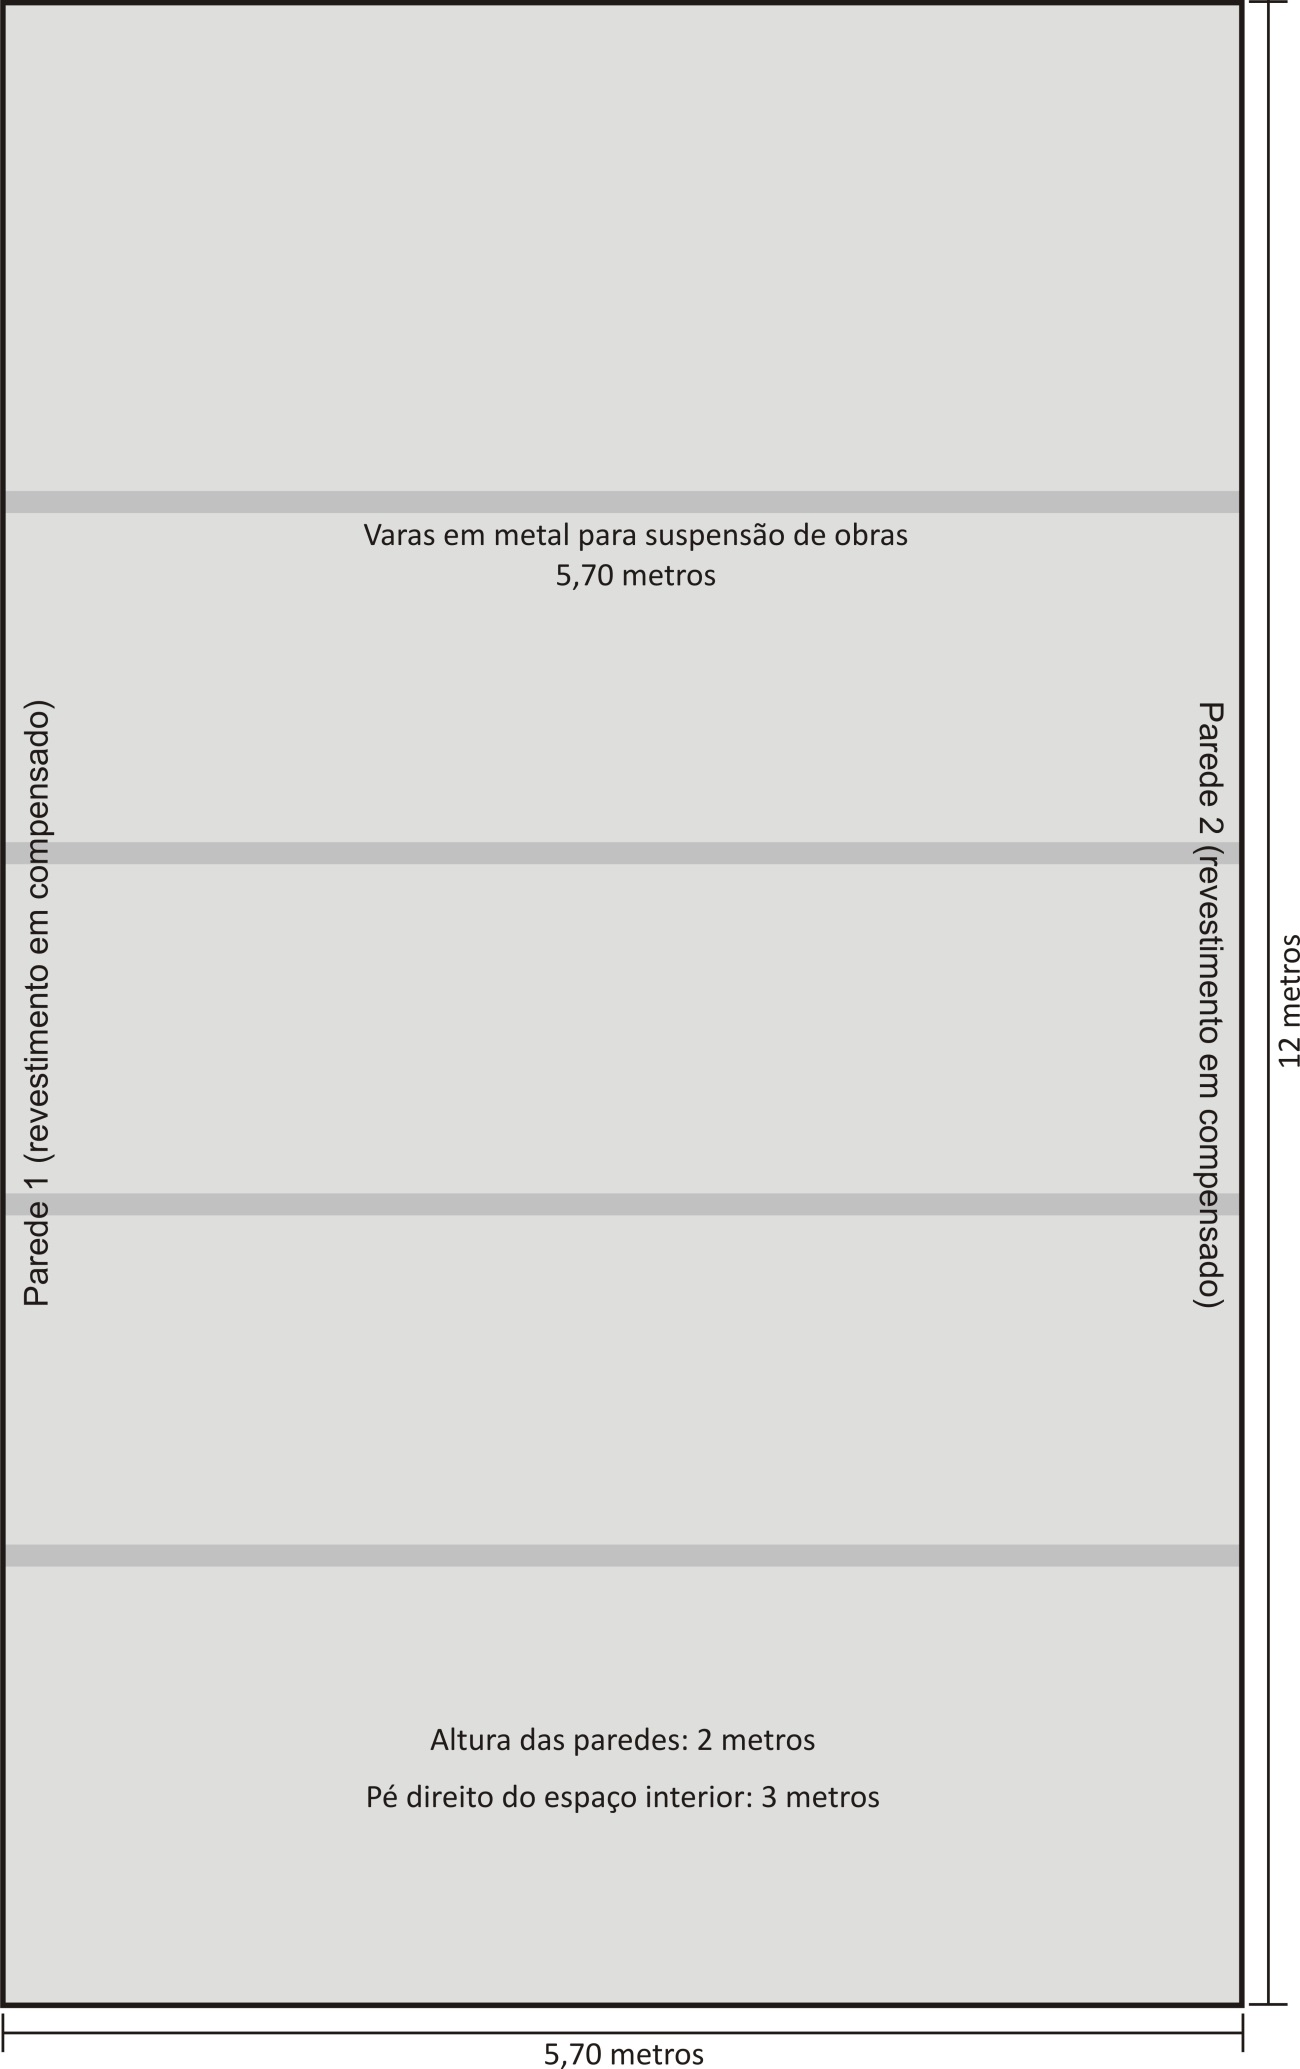 Varas em metal para suspensão de obras
5,70 metros
Parede 1 (revestimento em compensado)
Parede 2 (revestimento em compensado)
12 metros
Altura das paredes: 2 metros
Pé direito do espaço interior: 3 metros
5,70 metros